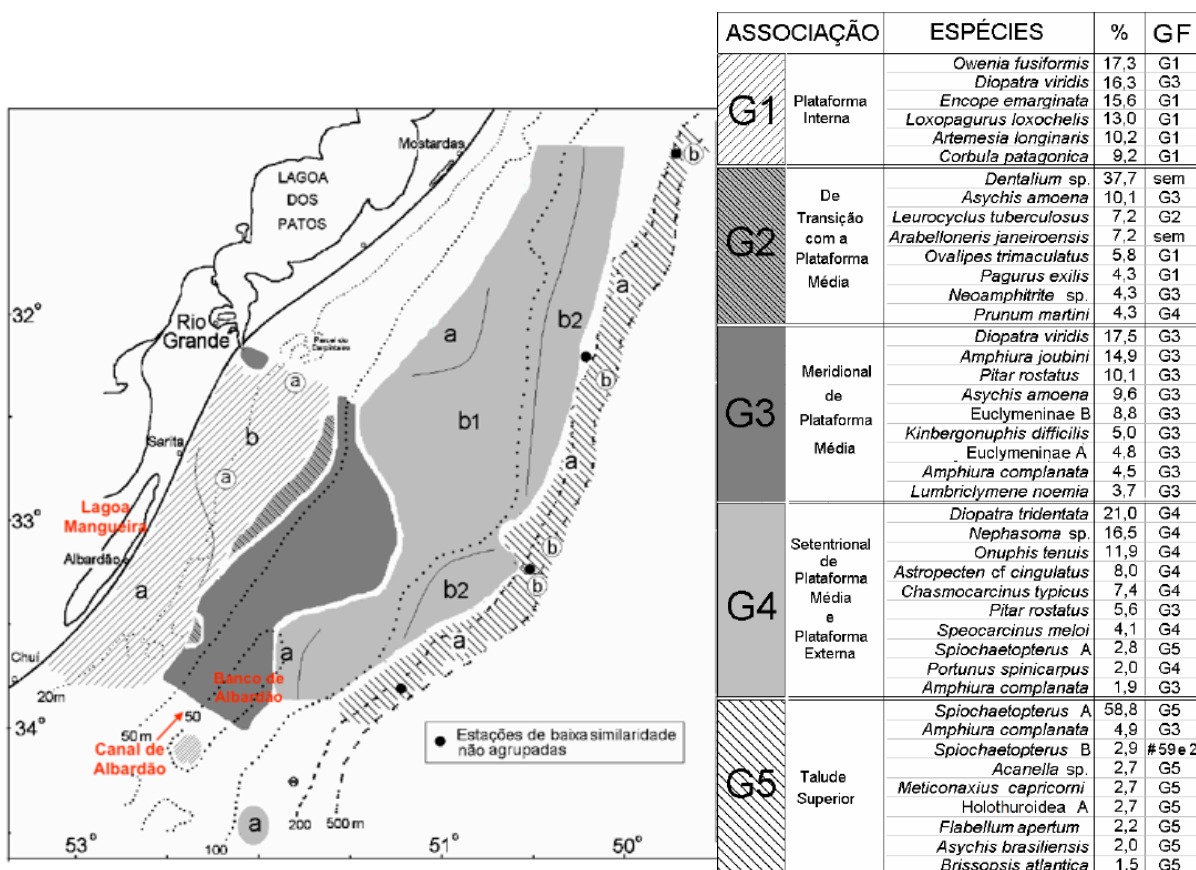 Mostardas
b
LAGOA
DOS
PATOS
32°
Rio
Grande
a
a
b2
b
a
b1
b
Sarita
a
a
33°
Lagoa
Mangueira
Albardão
b
a
b2
b
a
a
Chuí
20m
Banco de
Albardão
50
34°
50 m
Canal de
Albardão
a
200
500 m
100
53°
51°
50°
● Estações de baixa similaridade
não agrupadas
ASSOCIAÇÃO ESPÉCIES % GF
G1 Plataforma Interna
Owenia fusiformis 17,3 G1
Diopatra viridis 16,3 G3
Encope emarginata 15,6 G1
Loxopagurus loxochelis 13,0 G1
Artemesia longinaris 10,2 G1
Corbula patagonica 9,2 G1
G2 De Transição com a Plataforma Média
Dentalium sp. 37,7 sem
Asychis amoena 10,1 G3
Leurocyclus tuberculosus 7,2 G2
Arabelloneris janeiroensis 7,2 sem
Ovalipes trimaculatus 5,8 G1
Pagurus exilis 4,3 G1
Neoamphitrite sp. 4,3 G3
Prunum martini 4,3 G4
G3 Meridional de Plataforma Média
Diopatra viridis 17,5 G3
Amphiura joubini 14,9 G3
Pitar rostatus 10,1 G3
Asychis amoena 9,6 G3
Euclymeninae B 8,8 G3
Kinbergonuphis difficilis 5,0 G3
Euclymeninae A 4,8 G3
Amphiura complanata 4,5 G3
Lumbriclymene noemia 3,7 G3
G4 Setentrional de Plataforma Média e Plataforma Externa
Diopatra tridentata 21,0 G4
Nephasoma sp. 16,5 G4
Onuphis tenuis 11,9 G4
Astropecten cf cingulatus 8,0 G4
Chasmocarcinus typicus 7,4 G4
Pitar rostatus 5,6 G3
Speocarcinus meloi 4,1 G4
Spiochaetopterus A 2,8 G5
Portunus spinicarpus 2,0 G4
Amphiura complanata 1,9 G3
G5 Talude Superior
Spiochaetopterus A 58,8 G5
Amphiura complanata 4,9 G3
Spiochaetopterus B 2,9 #59e2
Acanella sp. 2,7 G5
Meticonaxius capricorni 2,7 G5
Holothuroidea A 2,7 G5
Flabellum apertum 2,2 G5
Asychis brasiliensis 2,0 G5
Brissopsis atlantica 1,5 G5